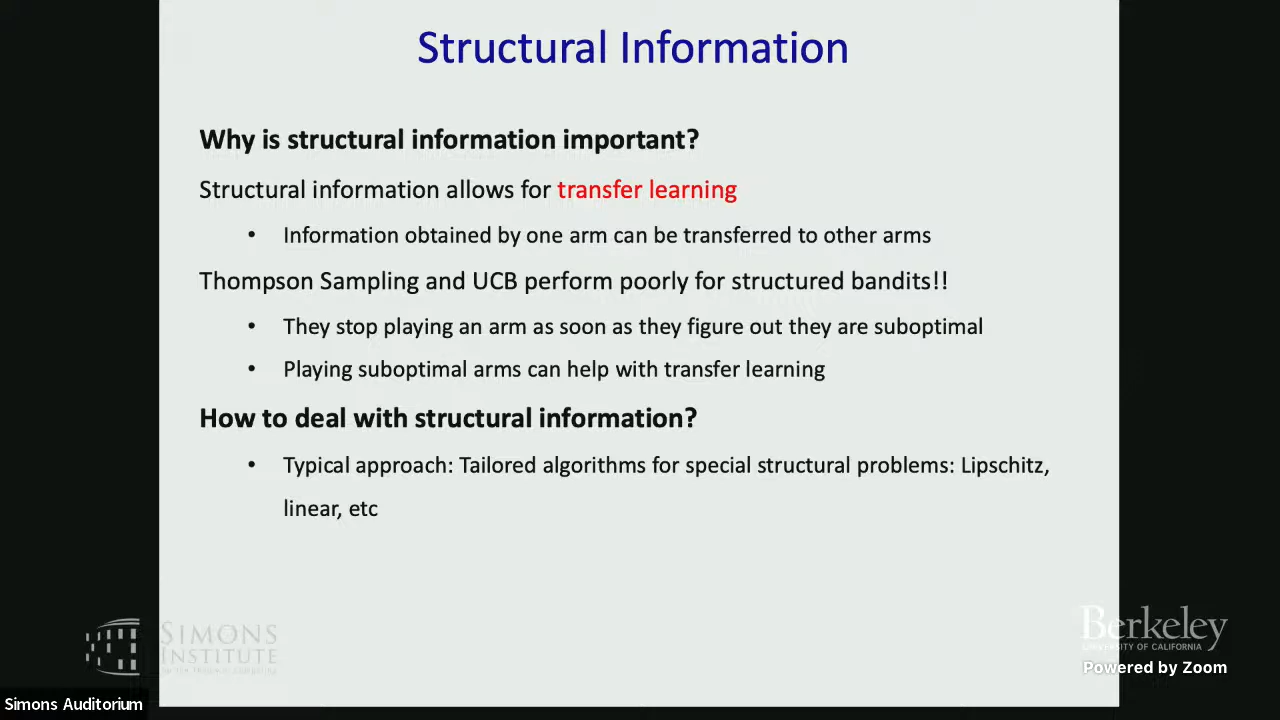 Structural Information
Why is structural information important?
Structural information allows for transfer learning
• Information obtained by one arm can be transferred to other arms
Thompson Sampling and UCB perform poorly for structured bandits!!
• They stop playing an arm as soon as they figure out they are suboptimal
• Playing suboptimal arms can help with transfer learning
How to deal with structural information?
• Typical approach: Tailored algorithms for special structural problems: Lipschitz,
linear, etc
SIMONS
INSTITUTE
Berkeley
UNIVERSITY OF CALIFORNIA
Powered by Zoom
Simons Auditorium